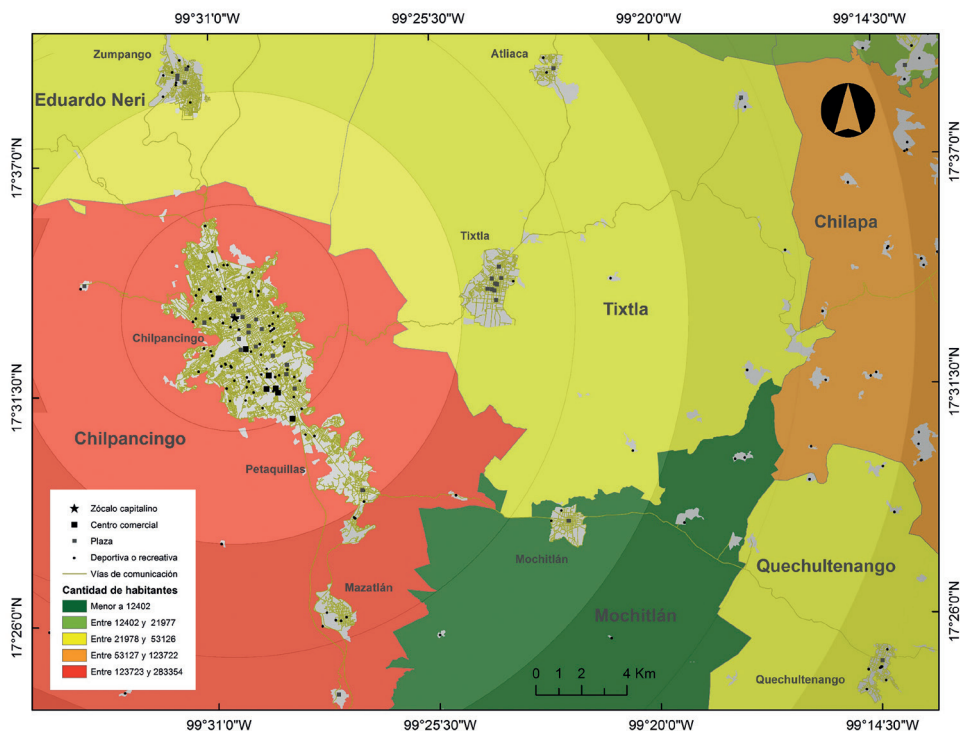 99°31'0"W 99°25'30"W 99°20'0"W 99°14'30"W
Zumpango
Atliaca
Eduardo Neri
17°37'0"N
17°37'0"N
Chilapa
Tixtla
Tixtla
Chilpancingo
17°31'30"N
17°31'30"N
Chilpancingo
Petaquillas
Zócalo capitalino
Centro comercial
Plaza
Deportiva o recreativa
Vías de comunicación
Cantidad de habitantes
Menor a 12402
Entre 12402 y 21977
Entre 21978 y 53126
Entre 53127 y 123722
Entre 123723 y 283354
Mochitlán
Quechultenango
Mazatlán
Mochitlán
17°26'0"N
17°26'0"N
0 1 2 4 Km
Quechultenango
99°31'0"W 99°25'30"W 99°20'0"W 99°14'30"W